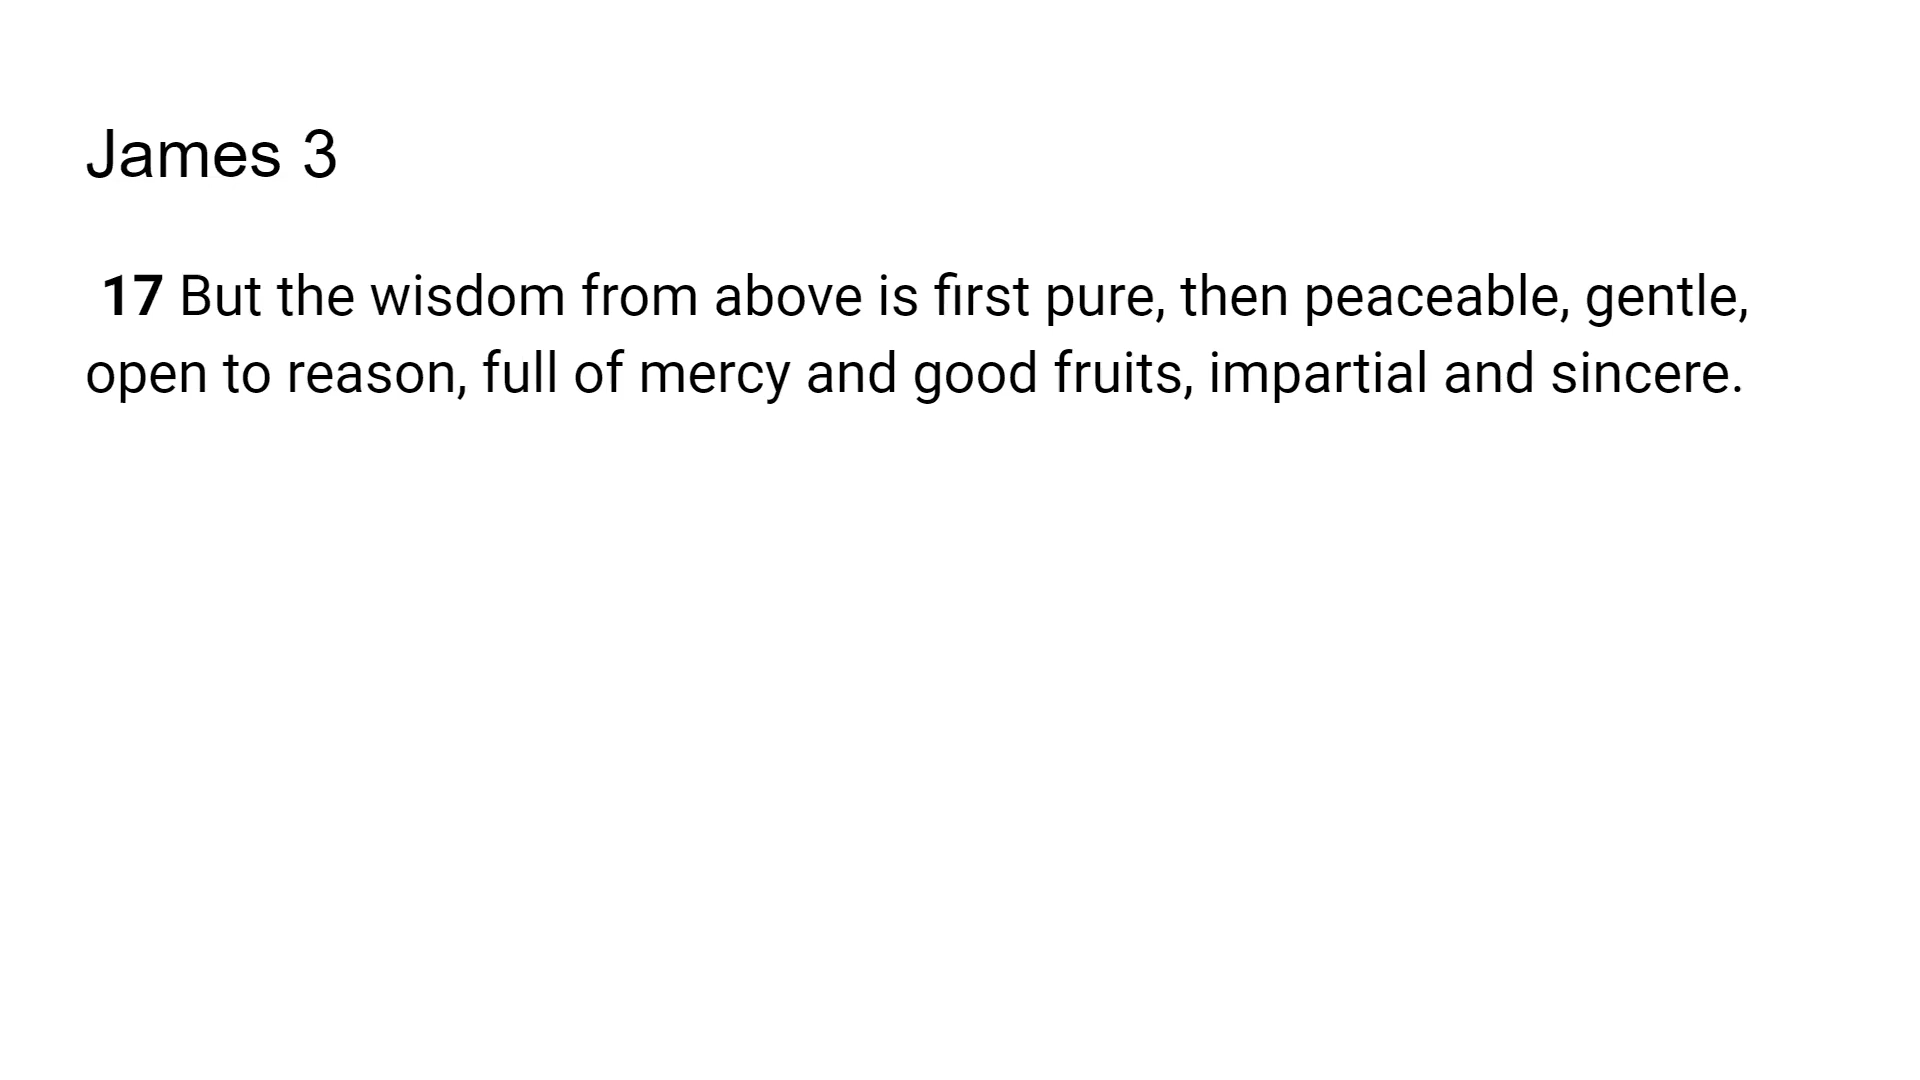 James 3
17 But the wisdom from above is first pure, then peaceable, gentle,
open to reason, full of mercy and good fruits, impartial and sincere.